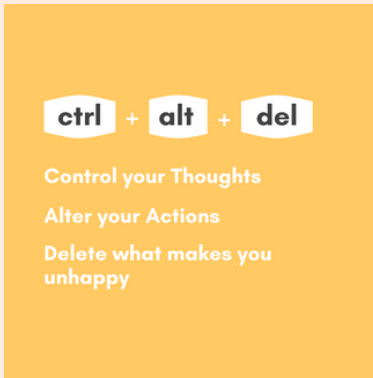 ctrl + alt + del
Control your Thoughts
Alter your Actions
Delete what makes you
unhappy